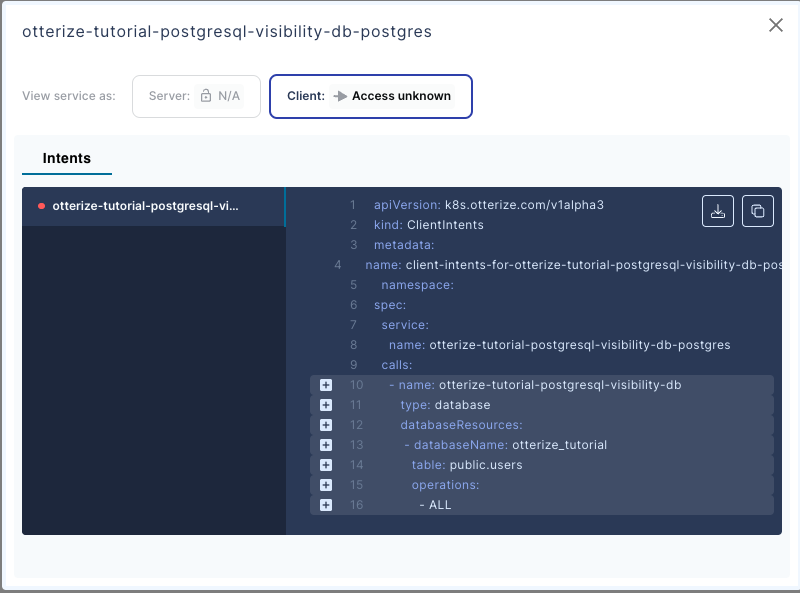 otterize-tutorial-postgresql-visibility-db-postgres
View service as:
Server: N/A
Client: Access unknown
Intents
otterize-tutorial-postgresql-vi...
1 apiVersion: k8s.otterize.com/v1alpha3
2 kind: ClientIntents
3 metadata:
4 name: client-intents-for-otterize-tutorial-postgresql-visibility-db-pos
5 namespace:
6 spec:
7 service:
8 name: otterize-tutorial-postgresql-visibility-db-postgres
9 calls:
10 - name: otterize-tutorial-postgresql-visibility-db
11 type: database
12 databaseResources:
13 - databaseName: otterize_tutorial
14 table: public.users
15 operations:
16 - ALL